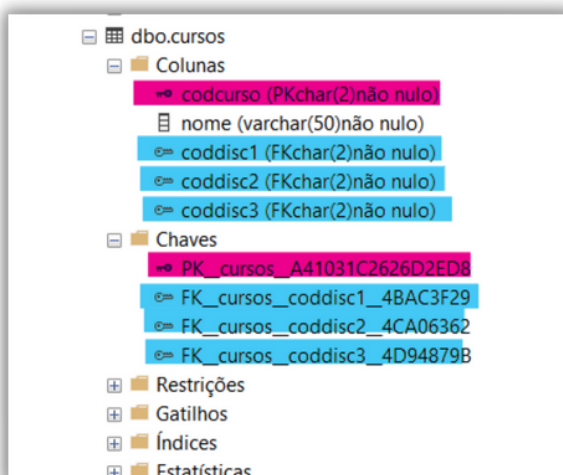 dbo.cursos
Colunas
codcurso (PKchar(2)não nulo)
nome (varchar(50)não nulo)
coddisc1 (FKchar(2)não nulo)
coddisc2 (FKchar(2)não nulo)
coddisc3 (FKchar(2)não nulo)
Chaves
PK__cursos__A41031C2626D2ED8
FK__cursos__coddisc1__4BAC3F29
FK__cursos__coddisc2__4CA06362
FK__cursos__coddisc3__4D94879B
Restrições
Gatilhos
Índices
Estatísticas